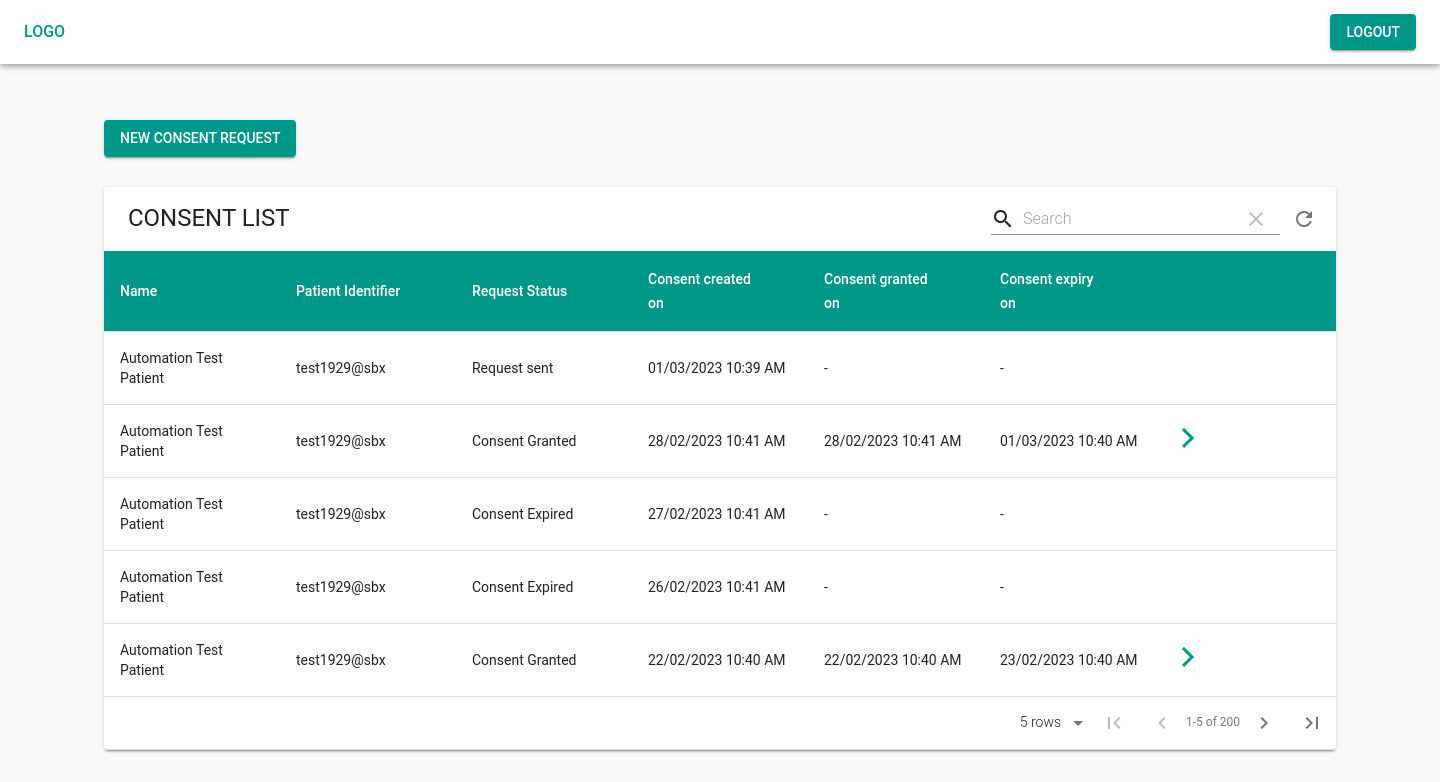 LOGO
LOGOUT
NEW CONSENT REQUEST
CONSENT LIST
Search
Name Patient Identifier Request Status Consent created on Consent granted on Consent expiry on
Automation Test Patient test1929@sbx Request sent 01/03/2023 10:39 AM - -
Automation Test Patient test1929@sbx Consent Granted 28/02/2023 10:41 AM 28/02/2023 10:41 AM 01/03/2023 10:40 AM
Automation Test Patient test1929@sbx Consent Expired 27/02/2023 10:41 AM - -
Automation Test Patient test1929@sbx Consent Expired 26/02/2023 10:41 AM - -
Automation Test Patient test1929@sbx Consent Granted 22/02/2023 10:40 AM 22/02/2023 10:40 AM 23/02/2023 10:40 AM
5 rows 1-5 of 200